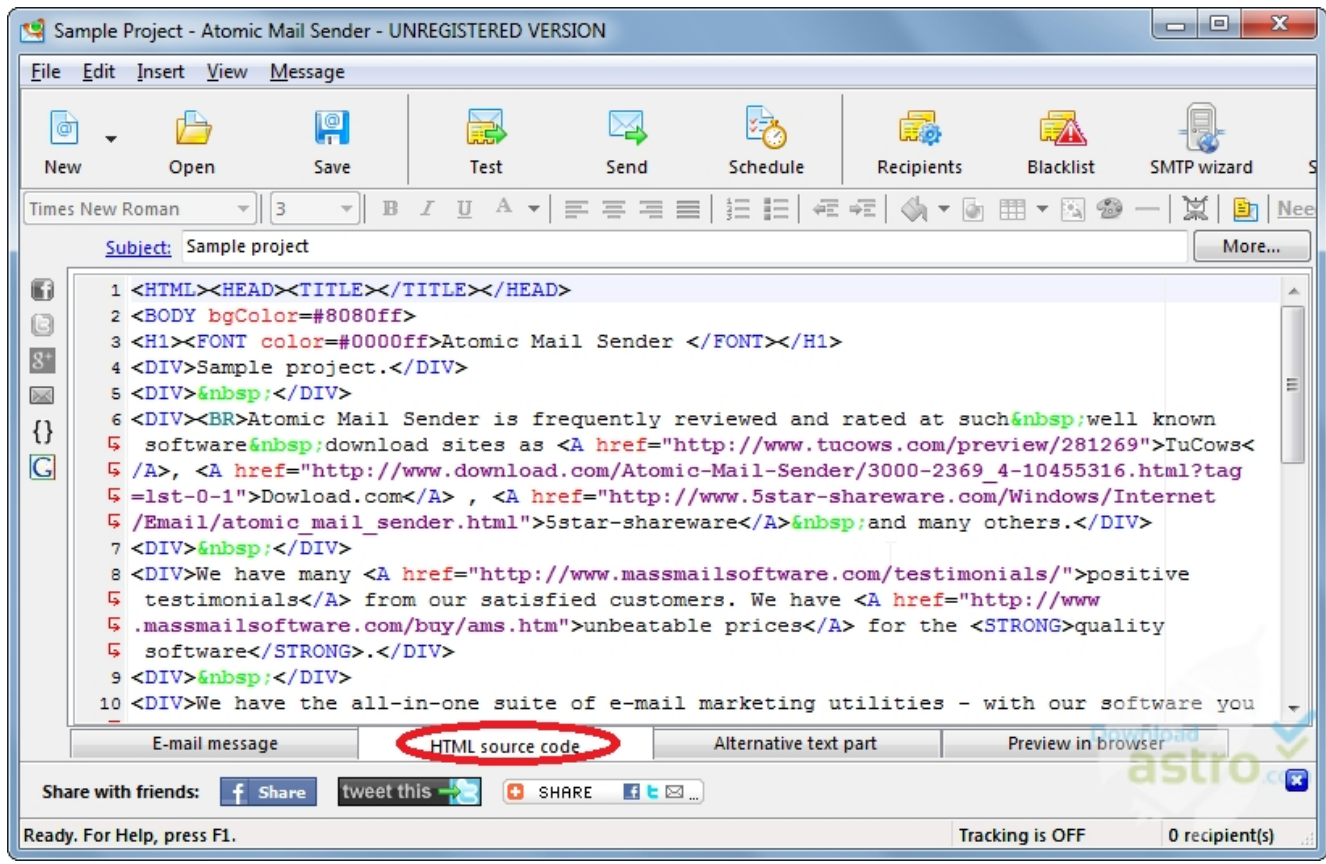 Sample Project - Atomic Mail Sender - UNREGISTERED VERSION
File Edit Insert View Message
New Open Save Test Send Schedule Recipients Blacklist SMTP wizard S
Times New Roman 3 B I U A Nee
Subject: Sample project More...
1 <HTML><HEAD><TITLE></TITLE></HEAD>
2 <BODY bgColor=#8080ff>
3 <H1><FONT color=#0000ff>Atomic Mail Sender </FONT></H1>
4 <DIV>Sample project.</DIV>
5 <DIV>&nbsp;</DIV>
6 <DIV><BR>Atomic Mail Sender is frequently reviewed and rated at such&nbsp;well known
software&nbsp;download sites as <A href="http://www.tucows.com/preview/281269">TuCows<
/A>, <A href="http://www.download.com/Atomic-Mail-Sender/3000-2369_4-10455316.html?tag
=lst-0-1">Dowload.com</A> , <A href="http://www.5star-shareware.com/Windows/Internet
/Email/atomic_mail_sender.html">5star-shareware</A>&nbsp;and many others.</DIV>
7 <DIV>&nbsp;</DIV>
8 <DIV>We have many <A href="http://www.massmailsoftware.com/testimonials/">positive
testimonials</A> from our satisfied customers. We have <A href="http://www
.massmailsoftware.com/buy/ams.htm">unbeatable prices</A> for the <STRONG>quality
software</STRONG>.</DIV>
9 <DIV>&nbsp;</DIV>
10 <DIV>We have the all-in-one suite of e-mail marketing utilities - with our software you
E-mail message HTML source code Alternative text part Preview in browser
Download
astro.co
Share with friends: f Share tweet this SHARE ...
Ready. For Help, press F1. Tracking is OFF 0 recipient(s)